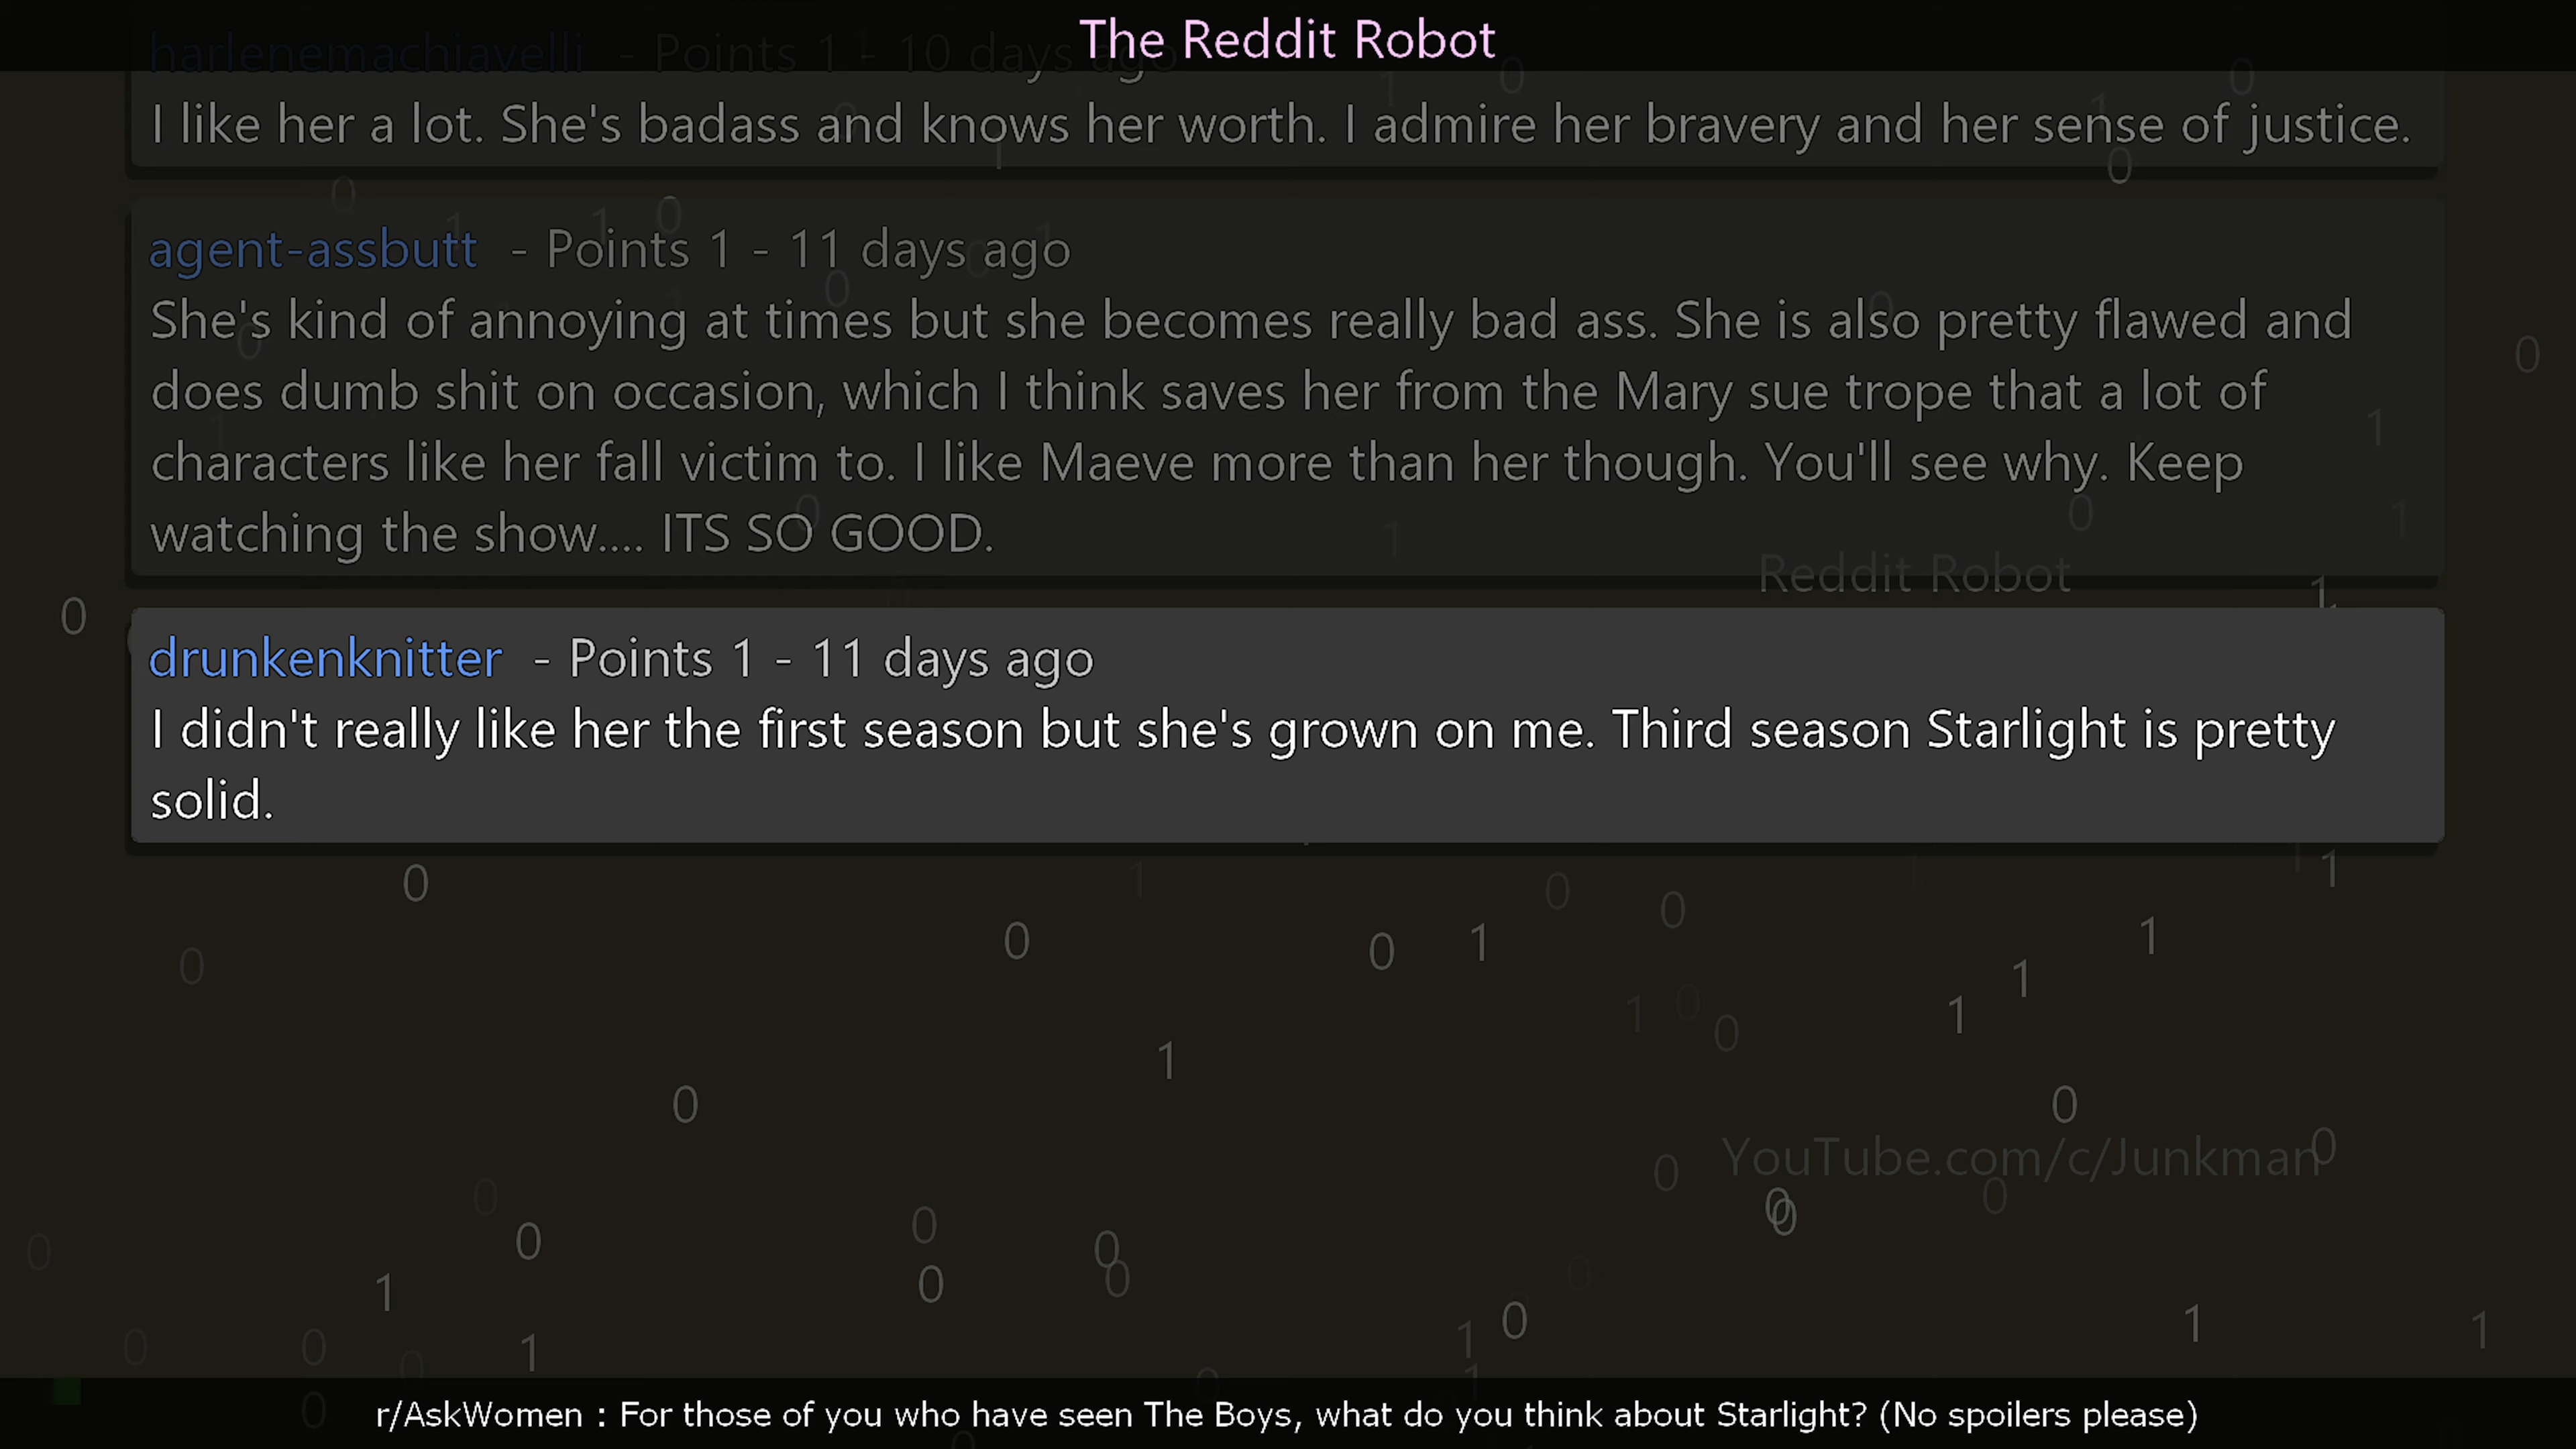 The Reddit Robot
harlenemachiavelli - Points 1 - 10 days ago
I like her a lot. She's badass and knows her worth. I admire her bravery and her sense of justice.
agent-assbutt - Points 1 - 11 days ago
She's kind of annoying at times but she becomes really bad ass. She is also pretty flawed and
does dumb shit on occasion, which I think saves her from the Mary sue trope that a lot of
characters like her fall victim to. I like Maeve more than her though. You'll see why. Keep
watching the show.... ITS SO GOOD.
Reddit Robot
drunkenknitter - Points 1 - 11 days ago
I didn't really like her the first season but she's grown on me. Third season Starlight is pretty
solid.
YouTube.com/c/Junkman
r/AskWomen : For those of you who have seen The Boys, what do you think about Starlight? (No spoilers please)